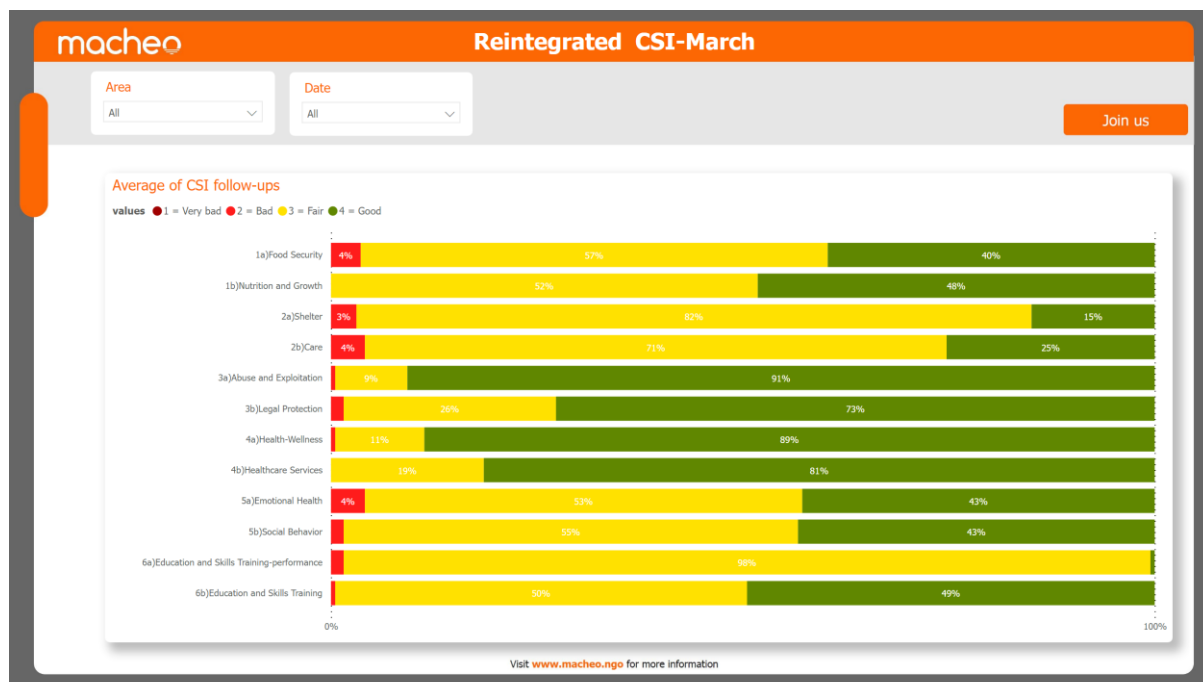 macheo
Reintegrated CSI-March
Area
All
Date
All
Join us
Average of CSI follow-ups
values 1 = Very bad 2 = Bad 3 = Fair 4 = Good
1a)Food Security 4% 57% 40%
1b)Nutrition and Growth 52% 48%
2a)Shelter 3% 82% 15%
2b)Care 4% 71% 25%
3a)Abuse and Exploitation 9% 91%
3b)Legal Protection 26% 73%
4a)Health-Wellness 11% 89%
4b)Healthcare Services 19% 81%
5a)Emotional Health 4% 53% 43%
5b)Social Behavior 55% 43%
6a)Education and Skills Training-performance 98%
6b)Education and Skills Training 50% 49%
0% 100%
Visit www.macheo.ngo for more information